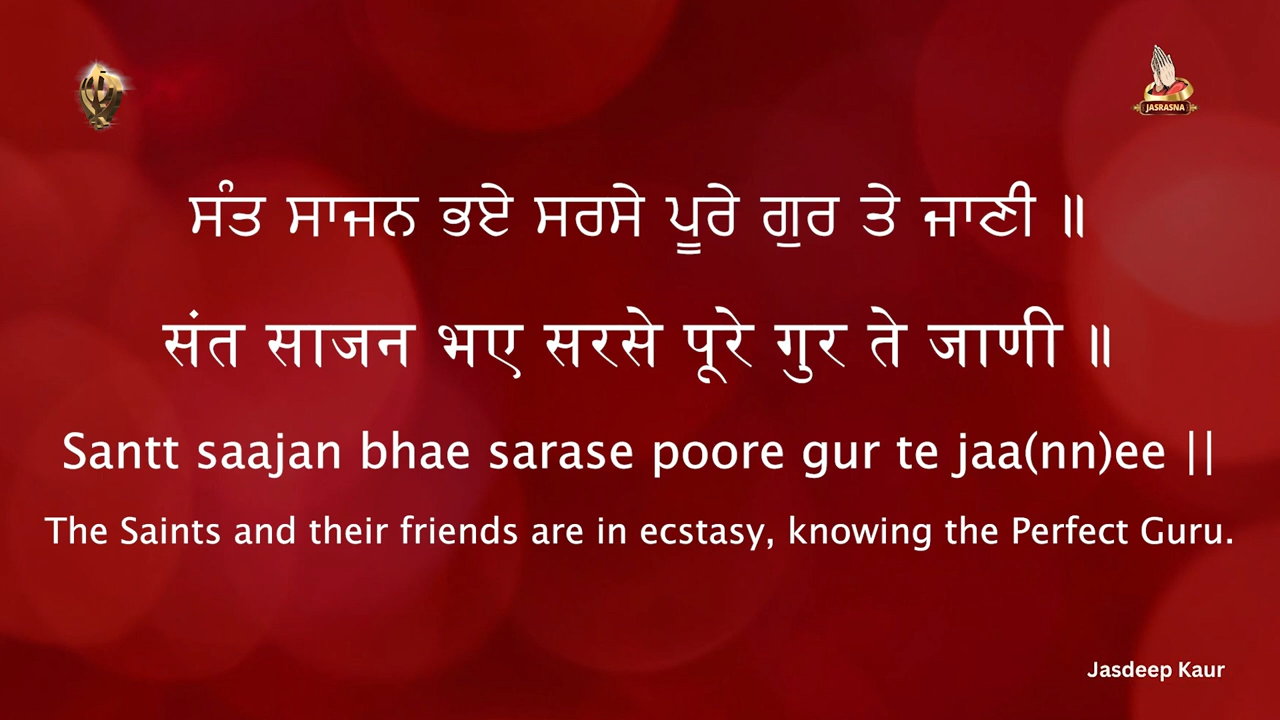 JASRASNA
ਸੰਤ ਸਾਜਨ ਭਏ ਸਰਸੇ ਪੂਰੇ ਗੁਰ ਤੇ ਜਾਣੀ ॥
संत साजन भए सरसे पूरे गुर ते जाणी ॥
Santt saajan bhae sarase poore gur te jaa(nn)ee ||
The Saints and their friends are in ecstasy, knowing the Perfect Guru.
Jasdeep Kaur